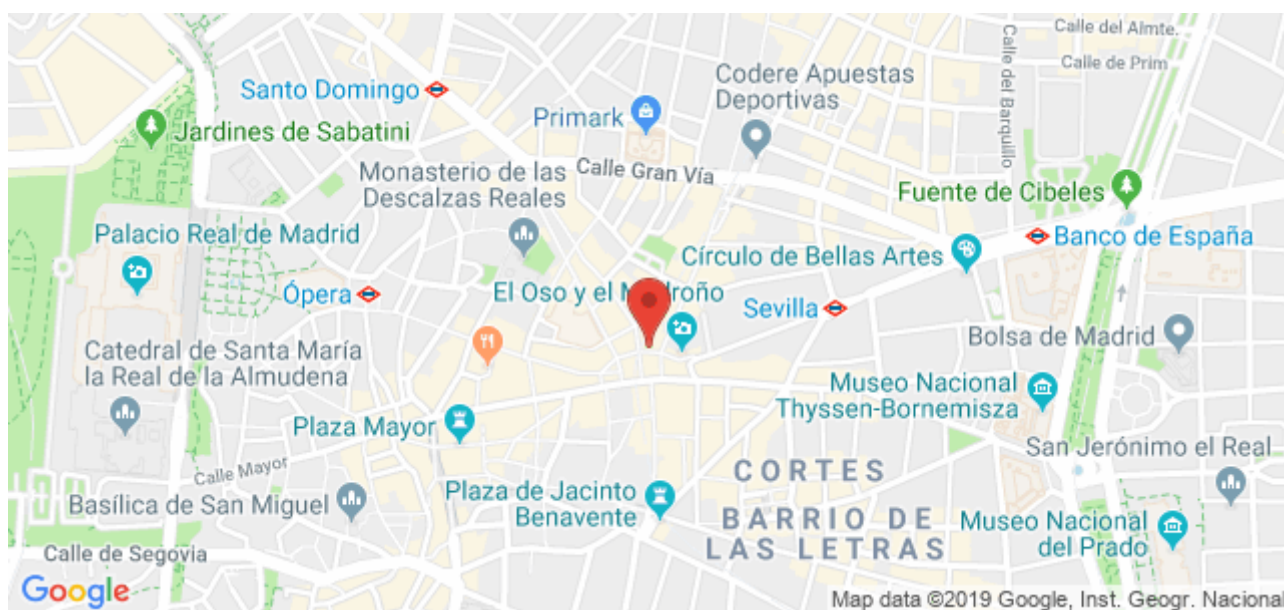 Calle del Almte.
Calle de Prim
Calle del Barquillo
Santo Domingo
Codere Apuestas
Deportivas
Primark
Jardines de Sabatini
Monasterio de las
Descalzas Reales
Calle Gran Vía
Fuente de Cibeles
Palacio Real de Madrid
Banco de España
Círculo de Bellas Artes
Ópera
El Oso y el
Sevilla
Bolsa de Madrid
Catedral de Santa María
la Real de la Almudena
Museo Nacional
Thyssen-Bornemisza
Plaza Mayor
San Jerónimo el Real
Calle Mayor
CORTES
Plaza de Jacinto
Benavente
Basílica de San Miguel
BARRIO DE
LAS LETRAS
Museo Nacional
del Prado
Calle de Segovia
Google
Map data ©2019 Google, Inst. Geogr. Naciona